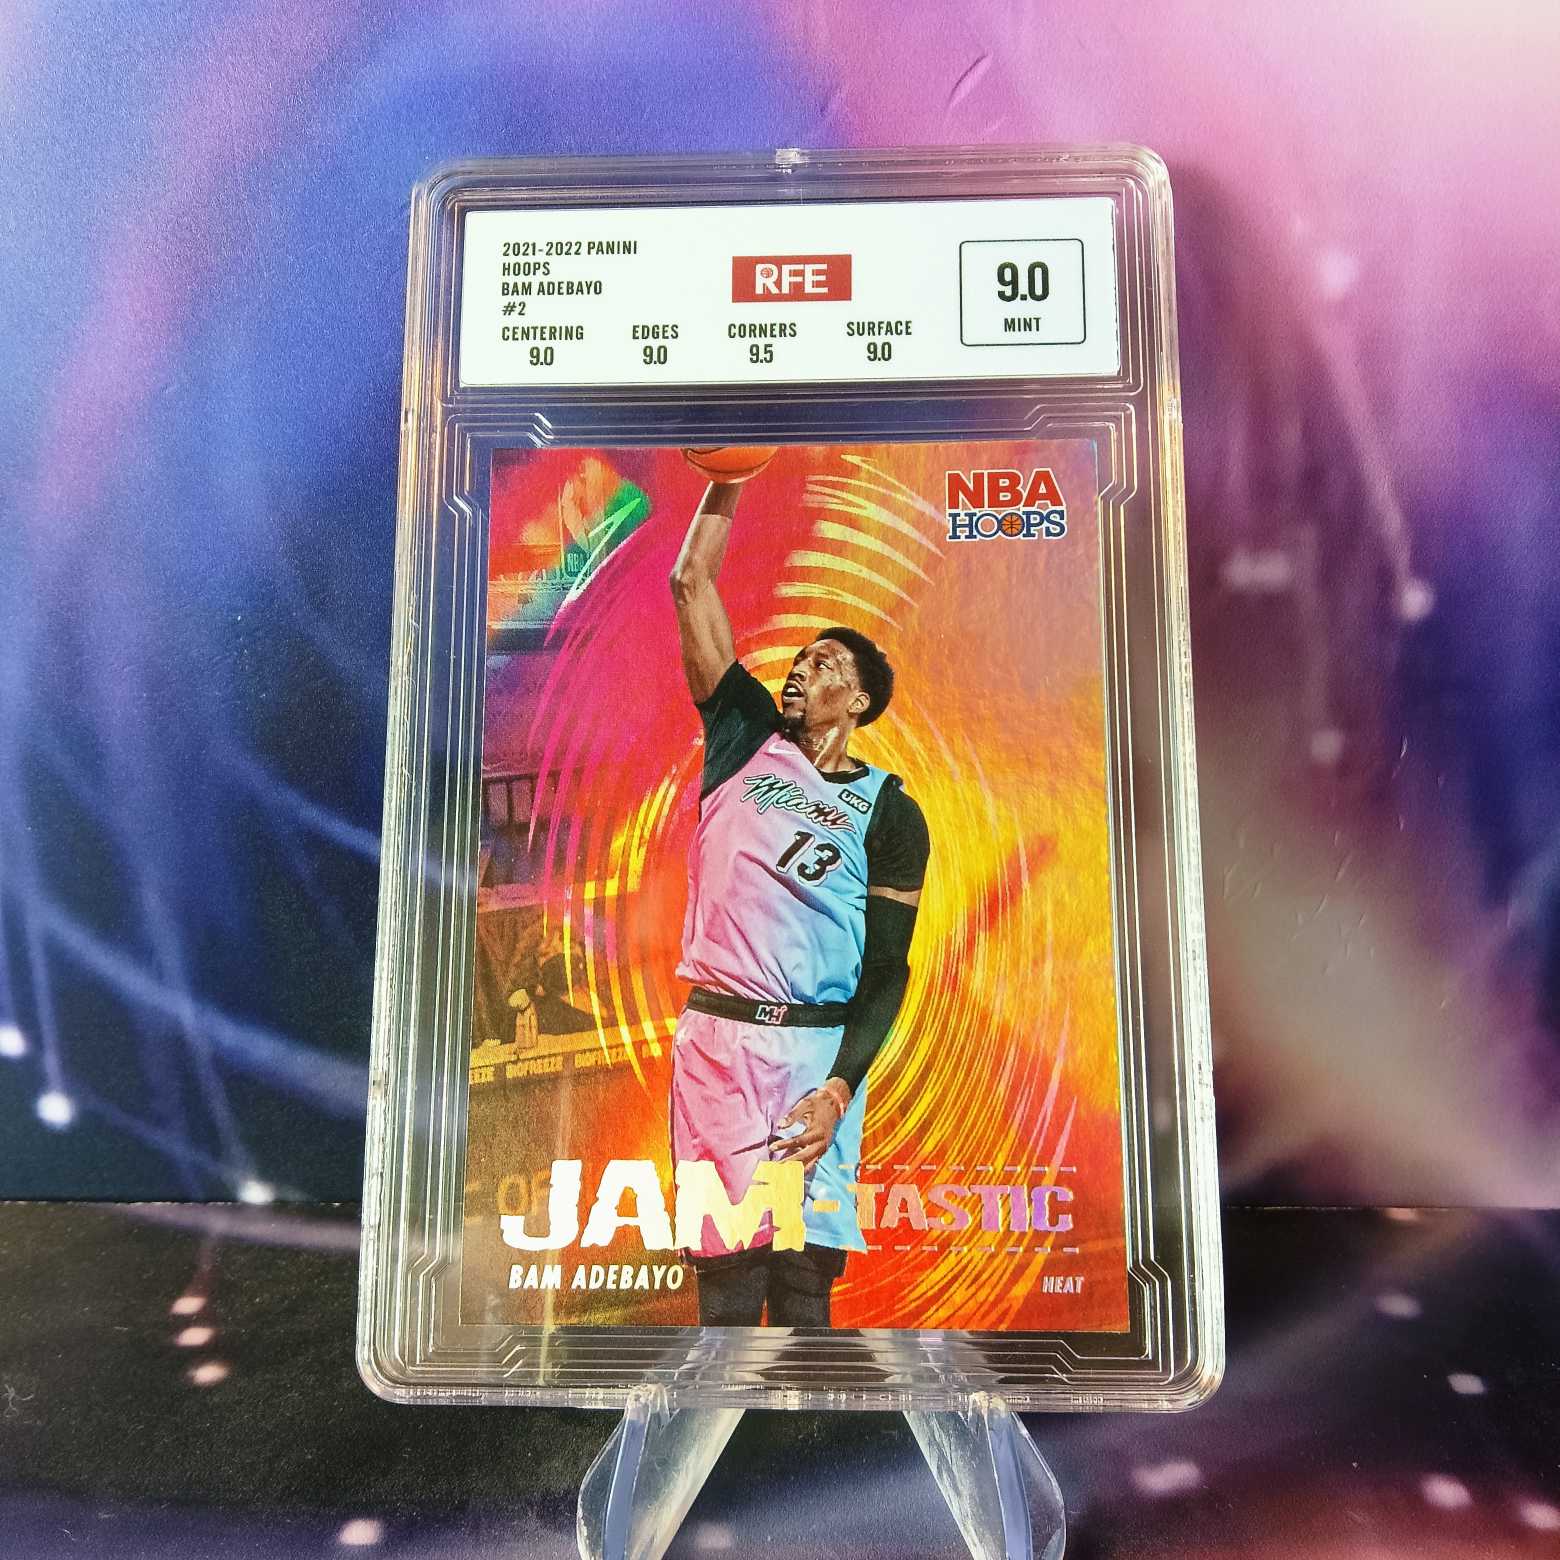 2021-2022 PANINI
HOOPS
BAM ADEBAYO
#2
RFE
CENTERING EDGES CORNERS SURFACE
9.0 9.0 9.5 9.0
9.0
MINT
NBA
HOOPS
Miami
UKG
13
JAM-TASTIC
BAM ADEBAYO
HEAT